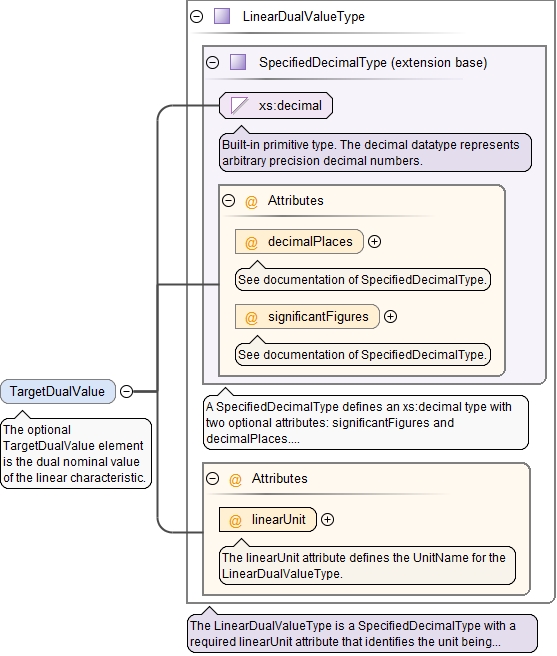 LinearDualValueType
SpecifiedDecimalType (extension base)
xs:decimal
Built-in primitive type. The decimal datatype represents
arbitrary precision decimal numbers.
@ Attributes
@ decimalPlaces
See documentation of SpecifiedDecimalType.
@ significantFigures
See documentation of SpecifiedDecimalType.
TargetDualValue
The optional
TargetDualValue element
is the dual nominal value
of the linear characteristic.
A SpecifiedDecimalType defines an xs:decimal type with
two optional attributes: significantFigures and
decimalPlaces....
@ Attributes
@ linearUnit
The linearUnit attribute defines the UnitName for the
LinearDualValueType.
The LinearDualValueType is a SpecifiedDecimalType with a
required linearUnit attribute that identifies the unit being...